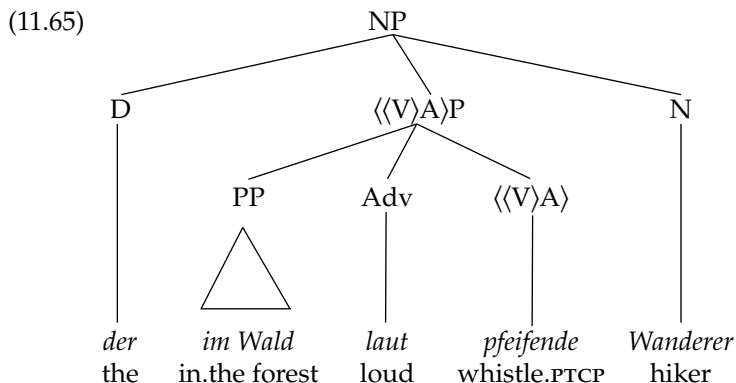 (11.65) NP
D ⟨⟨V⟩A⟩P N
PP Adv ⟨⟨V⟩A⟩
der im Wald laut pfeifende Wanderer
the in.the forest loud whistle.PTCP hiker